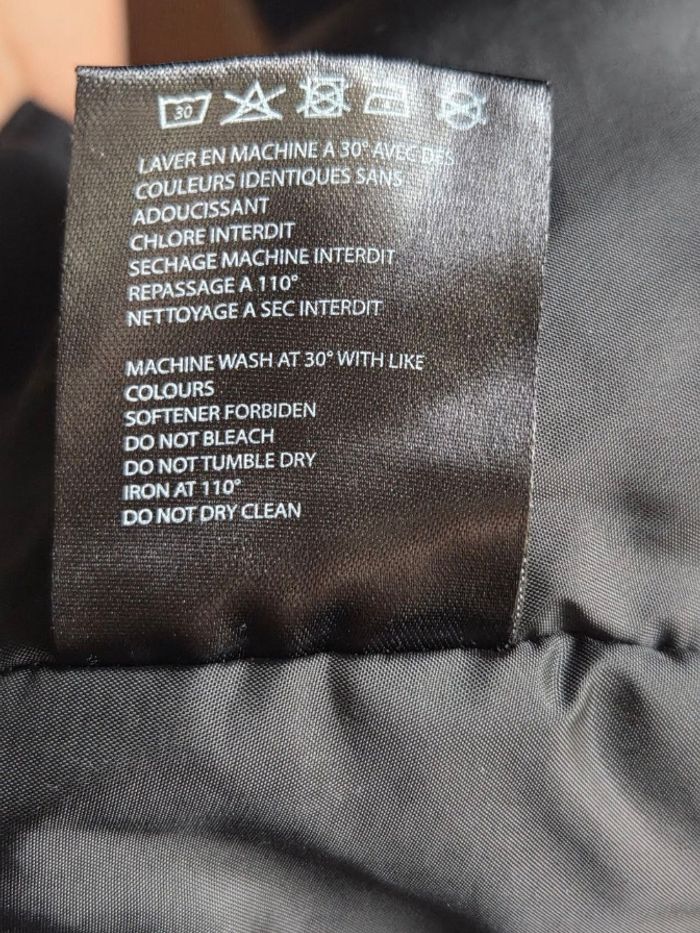 30
LAVER EN MACHINE A 30° AVEC DES
COULEURS IDENTIQUES SANS
ADOUCISSANT
CHLORE INTERDIT
SECHAGE MACHINE INTERDIT
REPASSAGE A 110°
NETTOYAGE A SEC INTERDIT
MACHINE WASH AT 30° WITH LIKE
COLOURS
SOFTENER FORBIDEN
DO NOT BLEACH
DO NOT TUMBLE DRY
IRON AT 110°
DO NOT DRY CLEAN